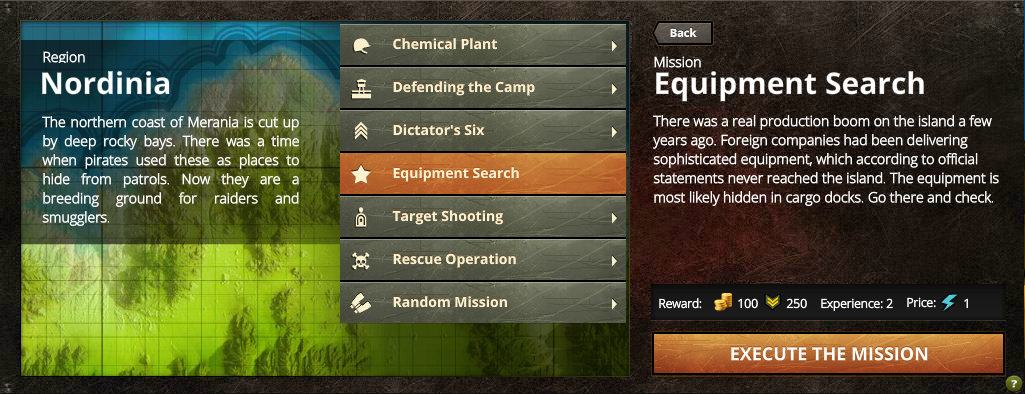 Region
Nordinia
The northern coast of Merania is cut up
by deep rocky bays. There was a time
when pirates used these as places to
hide from patrols. Now they are a
breeding ground for raiders and
smugglers.
Chemical Plant
Defending the Camp
Dictator's Six
Equipment Search
Target Shooting
Rescue Operation
Random Mission
Back
Mission
Equipment Search
There was a real production boom on the island a few
years ago. Foreign companies had been delivering
sophisticated equipment, which according to official
statements never reached the island. The equipment is
most likely hidden in cargo docks. Go there and check.
Reward: 100 250 Experience: 2 Price: 1
EXECUTE THE MISSION
?